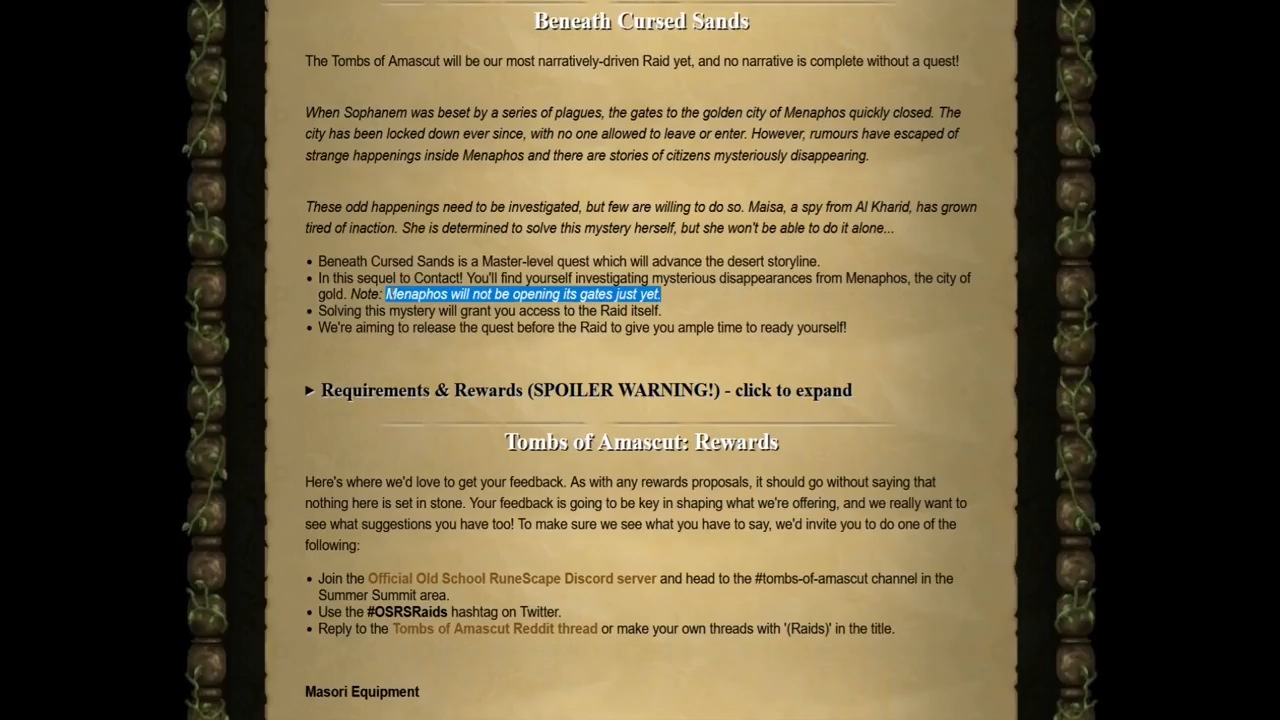 Beneath Cursed Sands
The Tombs of Amascut will be our most narratively-driven Raid yet, and no narrative is complete without a quest!
When Sophanem was beset by a series of plagues, the gates to the golden city of Menaphos quickly closed. The
city has been locked down ever since, with no one allowed to leave or enter. However, rumours have escaped of
strange happenings inside Menaphos and there are stories of citizens mysteriously disappearing.
These odd happenings need to be investigated, but few are willing to do so. Maisa, a spy from Al Kharid, has grown
tired of inaction. She is determined to solve this mystery herself, but she won't be able to do it alone...
• Beneath Cursed Sands is a Master-level quest which will advance the desert storyline.
• In this sequel to Contact! You'll find yourself investigating mysterious disappearances from Menaphos, the city of
gold. Note: Menaphos will not be opening its gates just yet.
• Solving this mystery will grant you access to the Raid itself.
• We're aiming to release the quest before the Raid to give you ample time to ready yourself!
▸ Requirements & Rewards (SPOILER WARNING!) - click to expand
Tombs of Amascut: Rewards
Here's where we'd love to get your feedback. As with any rewards proposals, it should go without saying that
nothing here is set in stone. Your feedback is going to be key in shaping what we're offering, and we really want to
see what suggestions you have too! To make sure we see what you have to say, we'd invite you to do one of the
following:
• Join the Official Old School RuneScape Discord server and head to the #tombs-of-amascut channel in the
Summer Summit area.
• Use the #OSRSRaids hashtag on Twitter.
• Reply to the Tombs of Amascut Reddit thread or make your own threads with '(Raids)' in the title.
Masori Equipment